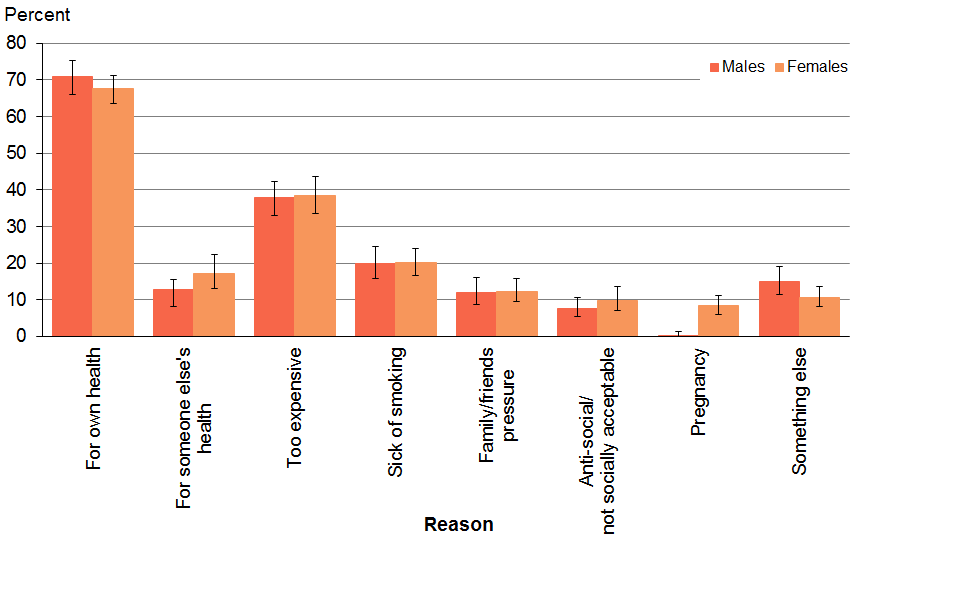 Percent
80
70
60
50
40
30
20
10
0
Males
Females
For own health
For someone else's
health
Too expensive
Sick of smoking
Family/friends
pressure
Anti-social/
not socially acceptable
Pregnancy
Something else
Reason